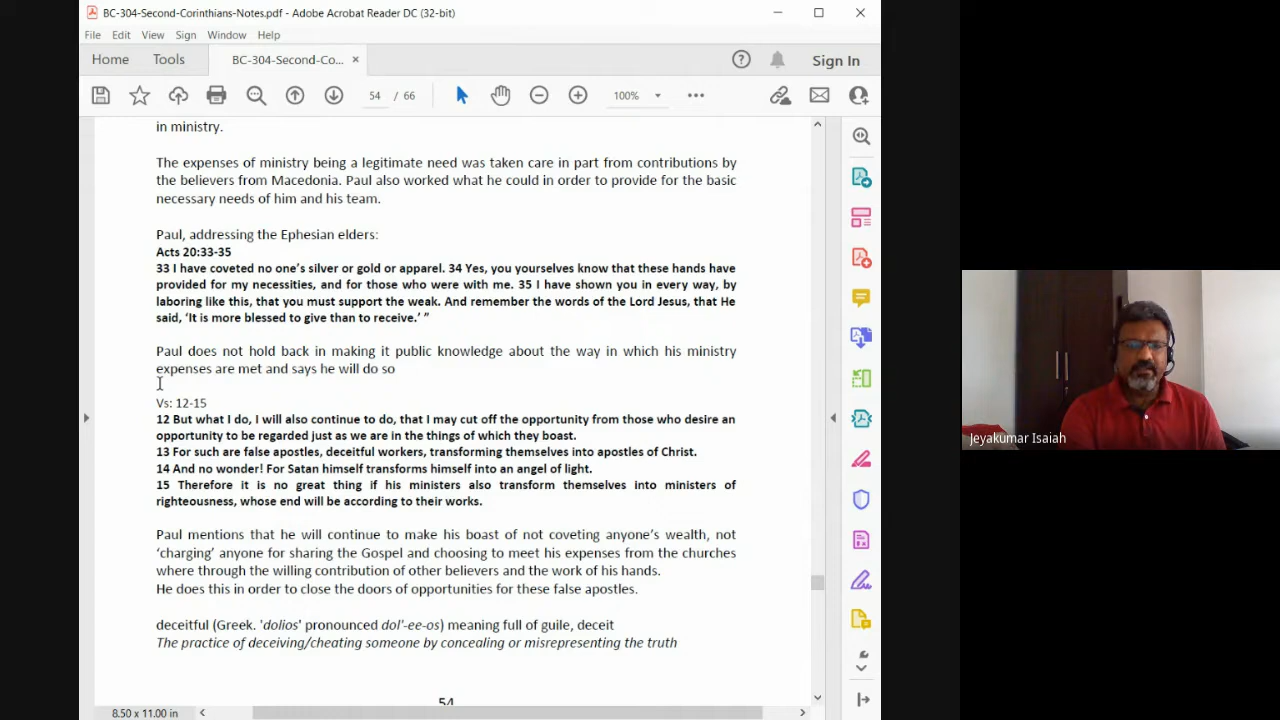 BC-304-Second-Corinthians-Notes.pdf - Adobe Acrobat Reader DC (32-bit)
File Edit View Sign Window Help
Home Tools BC-304-Second-Co... × Sign In
54 / 66 100%
in ministry.
The expenses of ministry being a legitimate need was taken care in part from contributions by
the believers from Macedonia. Paul also worked what he could in order to provide for the basic
necessary needs of him and his team.
Paul, addressing the Ephesian elders:
Acts 20:33-35
33 I have coveted no one’s silver or gold or apparel. 34 Yes, you yourselves know that these hands have
provided for my necessities, and for those who were with me. 35 I have shown you in every way, by
laboring like this, that you must support the weak. And remember the words of the Lord Jesus, that He
said, ‘It is more blessed to give than to receive.’ ”
Paul does not hold back in making it public knowledge about the way in which his ministry
expenses are met and says he will do so
Vs: 12-15
12 But what I do, I will also continue to do, that I may cut off the opportunity from those who desire an
opportunity to be regarded just as we are in the things of which they boast.
13 For such are false apostles, deceitful workers, transforming themselves into apostles of Christ.
14 And no wonder! For Satan himself transforms himself into an angel of light.
15 Therefore it is no great thing if his ministers also transform themselves into ministers of
righteousness, whose end will be according to their works.
Paul mentions that he will continue to make his boast of not coveting anyone’s wealth, not
‘charging’ anyone for sharing the Gospel and choosing to meet his expenses from the churches
where through the willing contribution of other believers and the work of his hands.
He does this in order to close the doors of opportunities for these false apostles.
deceitful (Greek. 'dolios' pronounced dol'-ee-os) meaning full of guile, deceit
The practice of deceiving/cheating someone by concealing or misrepresenting the truth
54
8.50 x 11.00 in
Jeyakumar Isaiah